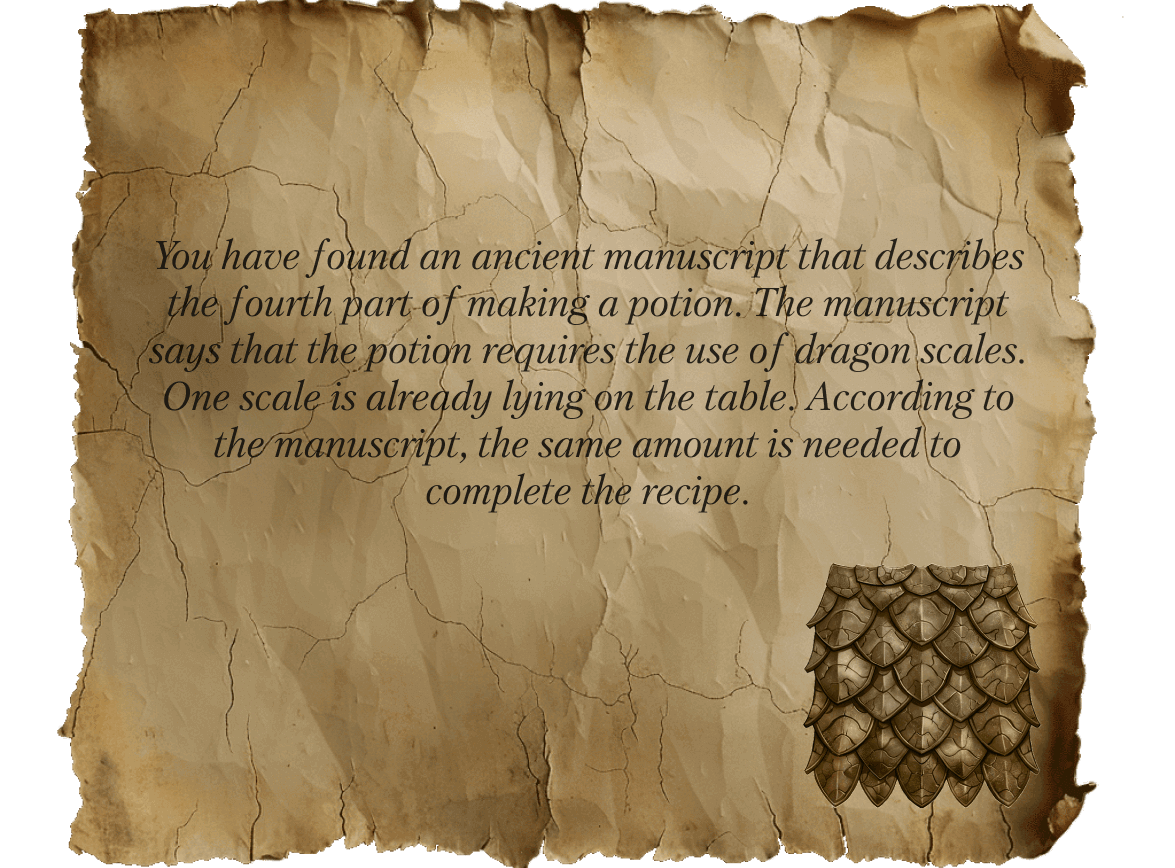 You have found an ancient manuscript that describes
the fourth part of making a potion. The manuscript
says that the potion requires the use of dragon scales.
One scale is already lying on the table. According to
the manuscript, the same amount is needed to
complete the recipe.